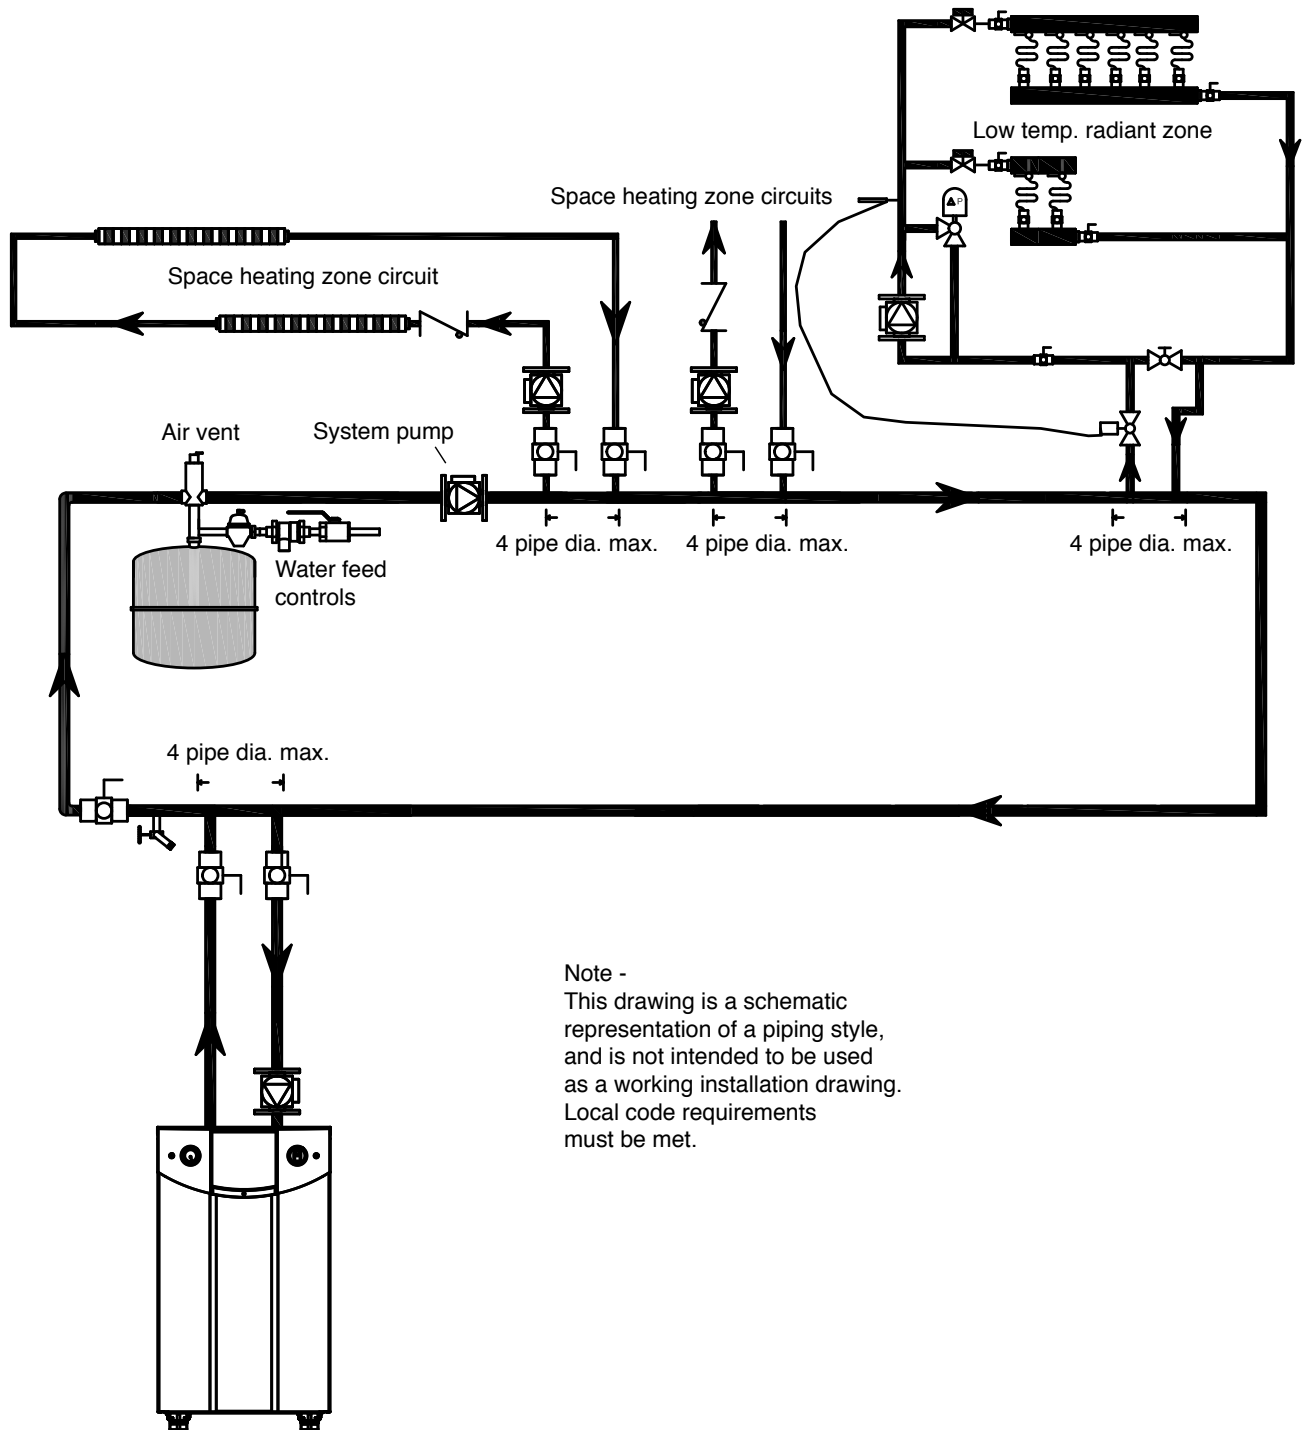 Low temp. radiant zone
P
Space heating zone circuits
Space heating zone circuit
Air vent
System pump
4 pipe dia. max.
4 pipe dia. max.
4 pipe dia. max.
Water feed
controls
4 pipe dia. max.
Note -
This drawing is a schematic
representation of a piping style,
and is not intended to be used
as a working installation drawing.
Local code requirements
must be met.